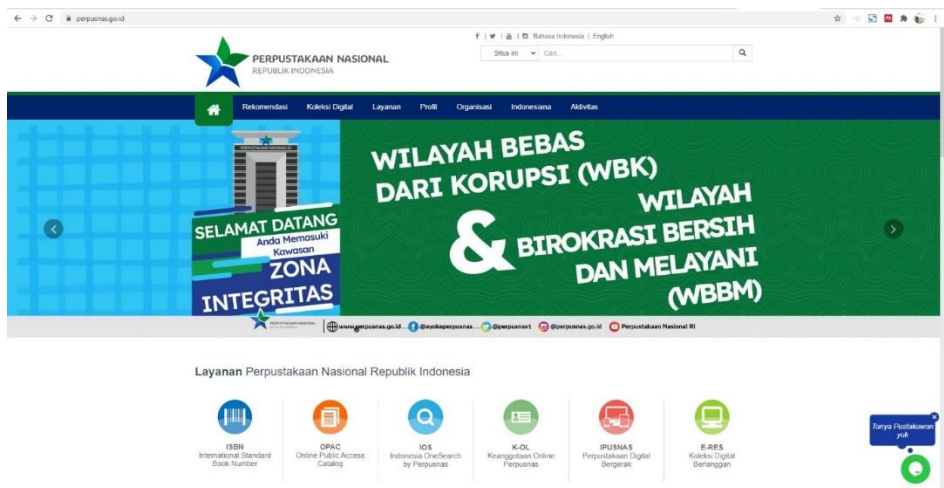 perpusnas.go.id
Bahasa Indonesia | English
PERPUSTAKAAN NASIONAL
REPUBLIK INDONESIA
Situs ini
Cari...
Rekomendasi
Koleksi Digital
Layanan
Profil
Organisasi
Indonesiana
Aktivitas
SELAMAT DATANG
Anda Memasuki
Kawasan
ZONA
INTEGRITAS
WILAYAH BEBAS
DARI KORUPSI (WBK)
&
WILAYAH
BIROKRASI BERSIH
DAN MELAYANI
(WBBM)
www.perpusnas.go.id
@ayokeperpusnas
@perpusnas1
@perpusnas.go.id
Perpustakaan Nasional RI
Layanan Perpustakaan Nasional Republik Indonesia
ISBN
International Standard
Book Number
OPAC
Online Public Access
Catalog
IOS
Indonesia OneSearch
by Perpusnas
K-OL
Keanggotaan Online
Perpusnas
IPUSNAS
Perpustakaan Digital
Bergerak
E-RES
Koleksi Digital
Berlanggan
Tanya Pustakawan
yuk